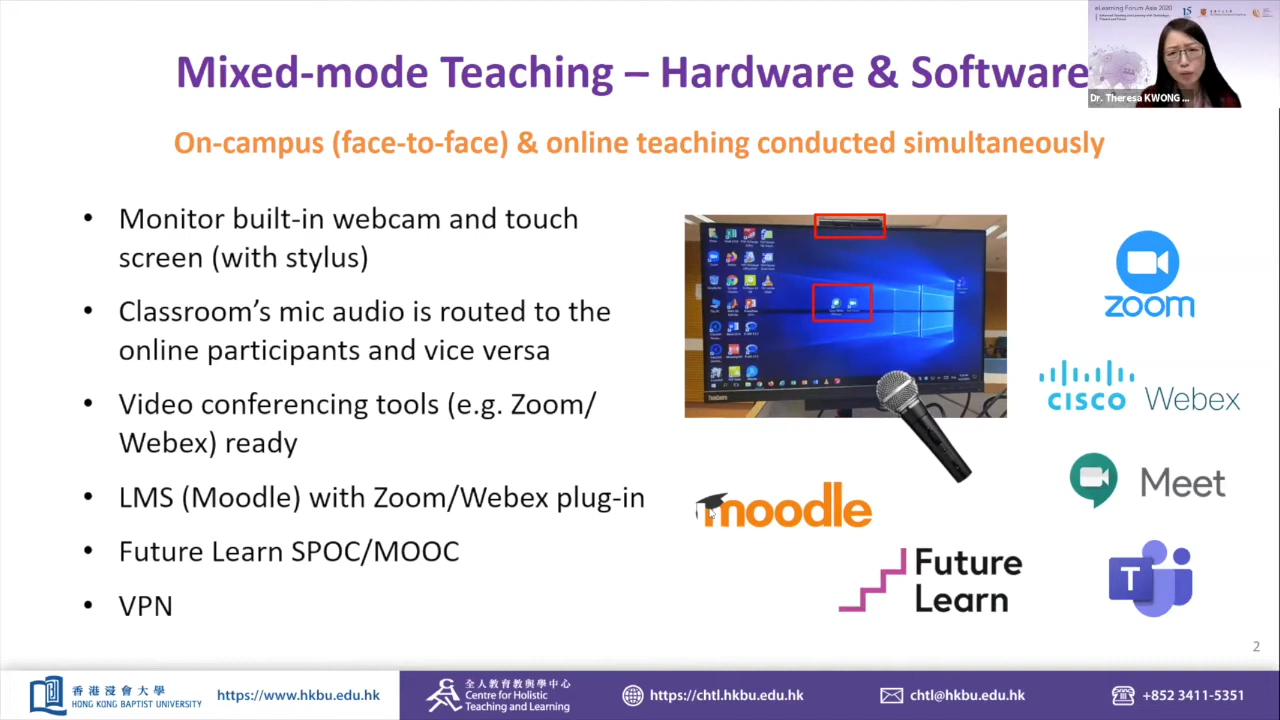 eLearning Forum Asia 2020
Mixed-mode Teaching – Hardware & Software
Dr. Theresa KWONG ...
On-campus (face-to-face) & online teaching conducted simultaneously
• Monitor built-in webcam and touch
screen (with stylus)
• Classroom’s mic audio is routed to the
online participants and vice versa
• Video conferencing tools (e.g. Zoom/
Webex) ready
• LMS (Moodle) with Zoom/Webex plug-in
• Future Learn SPOC/MOOC
• VPN
zoom
CISCO Webex
Meet
moodle
Future
Learn
T
2
香港浸會大學
HONG KONG BAPTIST UNIVERSITY
https://www.hkbu.edu.hk
全人教育教與學中心
Centre for Holistic
Teaching and Learning
https://chtl.hkbu.edu.hk
chtl@hkbu.edu.hk
+852 3411-5351